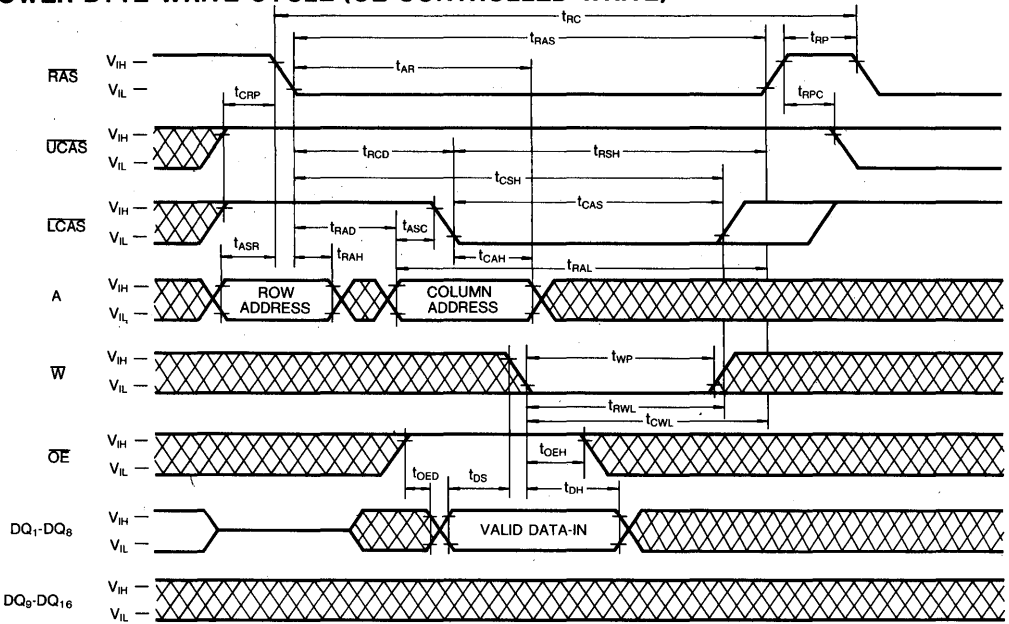 LOWER BYTE WRITE CYCLE (OE CONTROLLED WRITE)
tRC
tRAS
tRP
RAS
VIH
VIL
tAR
tCRP
tRPC
UCAS
VIH
VIL
tRCD
tRSH
tCSH
LCAS
VIH
VIL
tCAS
tRAD
tASC
tASR
tRAH
tCAH
tRAL
A
VIH
VIL
ROW ADDRESS
COLUMN ADDRESS
W
VIH
VIL
tWP
tRWL
tCWL
OE
VIH
VIL
tOEH
tOED
tDS
tDH
DQ1-DQ8
VIH
VIL
VALID DATA-IN
DQ9-DQ16
VIH
VIL